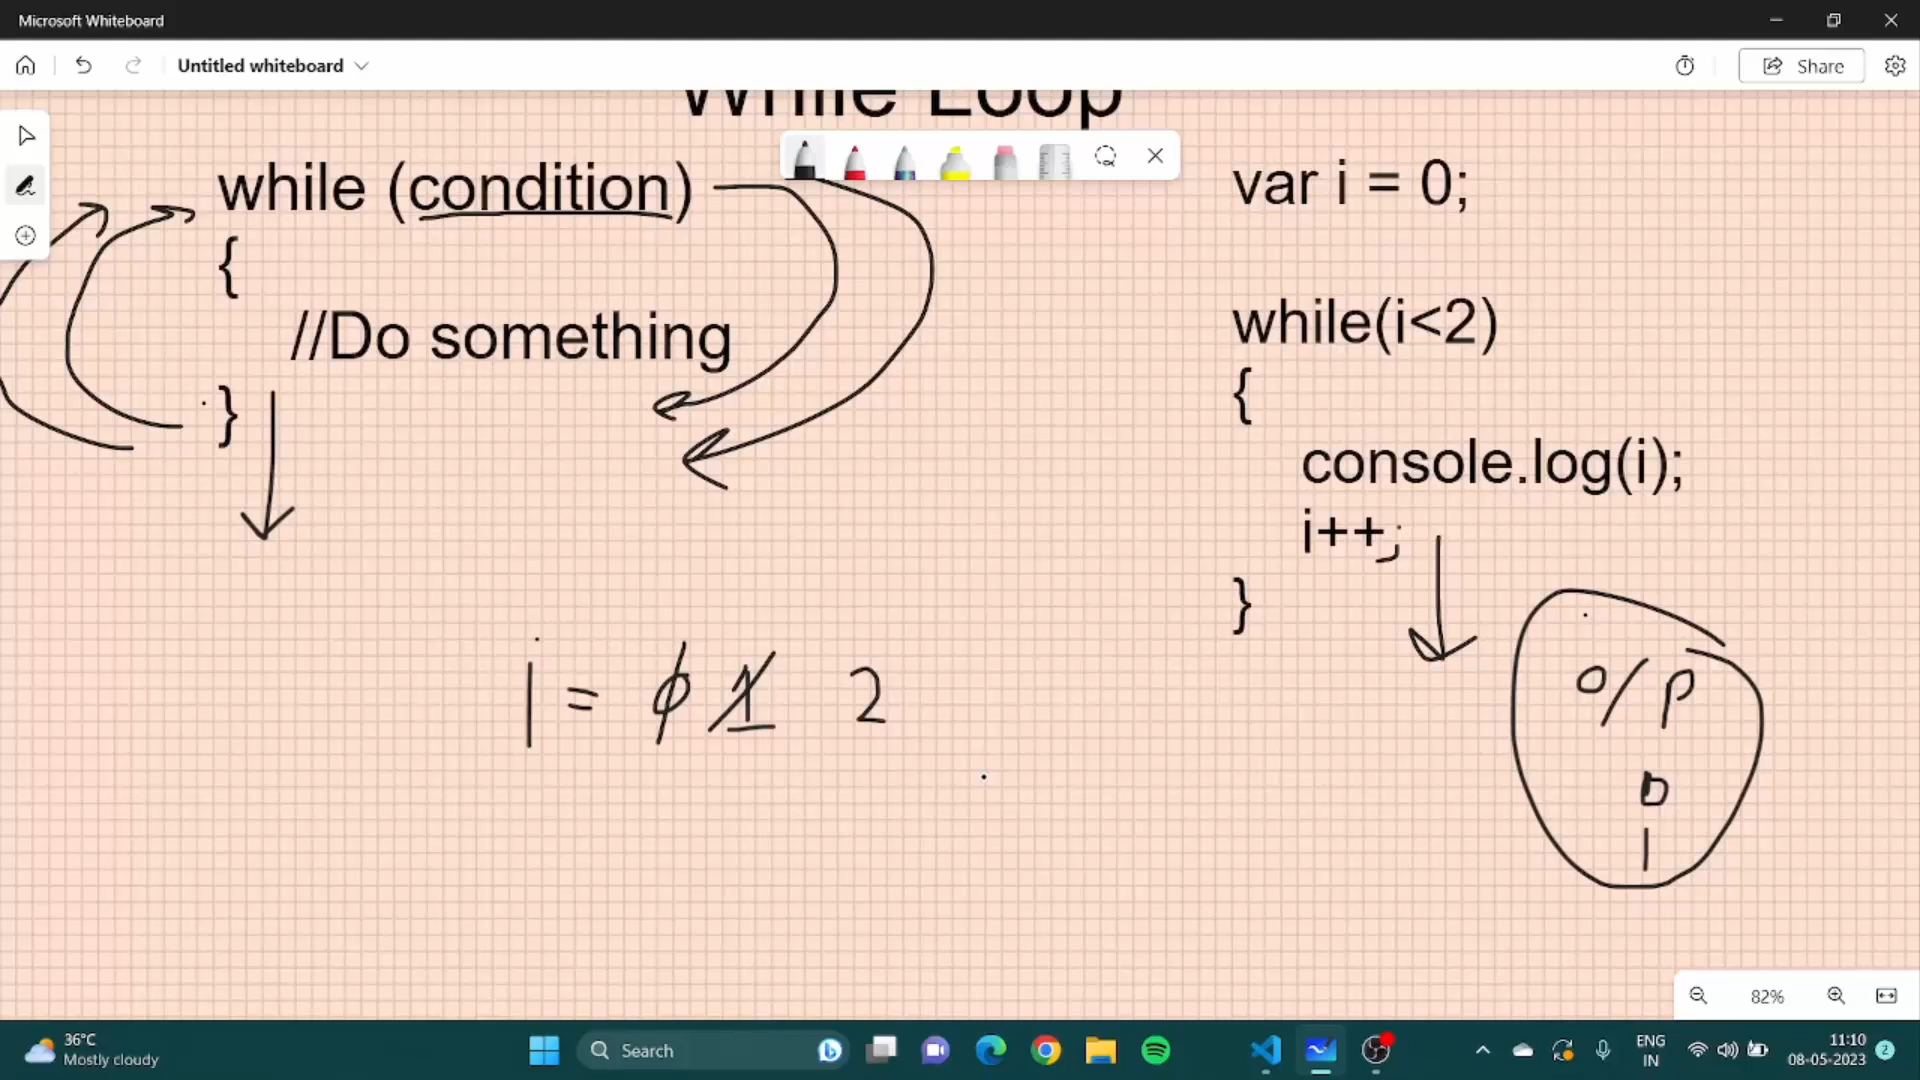 Microsoft Whiteboard
Untitled whiteboard
Share
While Loop
while (condition)
{
//Do something
}
var i = 0;
while(i<2)
{
console.log(i);
i++;
}
i = 0 1 2
o/p
0
1
82%
36°C
Mostly cloudy
Search
ENG
IN
11:10
08-05-2023
2